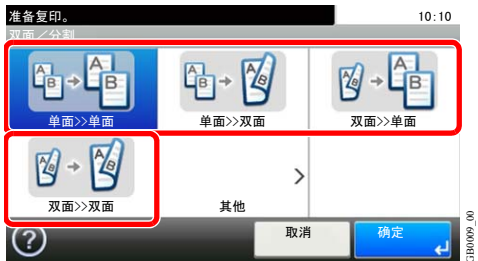 准备复印。 10:10
双面／分割
单面>>单面 单面>>双面 双面>>单面
双面>>双面 其他
取消 确定
GB0009_00